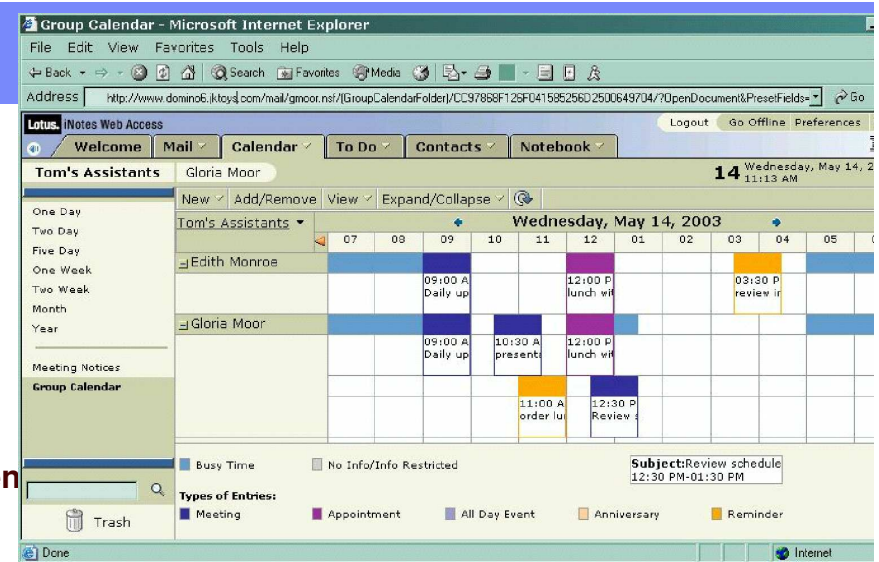 Group Calendar - Microsoft Internet Explorer
File Edit View Favorites Tools Help
Back Search Favorites Media
Address http://www.domino6.jktoys.com/mail/gmoor.nsf/(GroupCalendarFolder)/CC97868F126F041585256D2500649704/?OpenDocument&PresetFields= Go
Lotus. iNotes Web Access Logout Go Offline Preferences
Welcome Mail Calendar To Do Contacts Notebook
Tom's Assistants Gloria Moor 14 Wednesday, May 14, 2
11:13 AM
New Add/Remove View Expand/Collapse
One Day
Two Day
Five Day
One Week
Two Week
Month
Year
Meeting Notices
Group Calendar
Tom's Assistants Wednesday, May 14, 2003
07 08 09 10 11 12 01 02 03 04 05
Edith Monroe
09:00 A 12:00 P 03:30 P
Daily up lunch wit review ir
Gloria Moor
09:00 A 10:30 A 12:00 P
Daily up present lunch wit
11:00 A 12:30 P
order lu Review s
on
Busy Time No Info/Info Restricted
Subject:Review schedule
12:30 PM-01:30 PM
Types of Entries:
Meeting Appointment All Day Event Anniversary Reminder
Trash
Done Internet